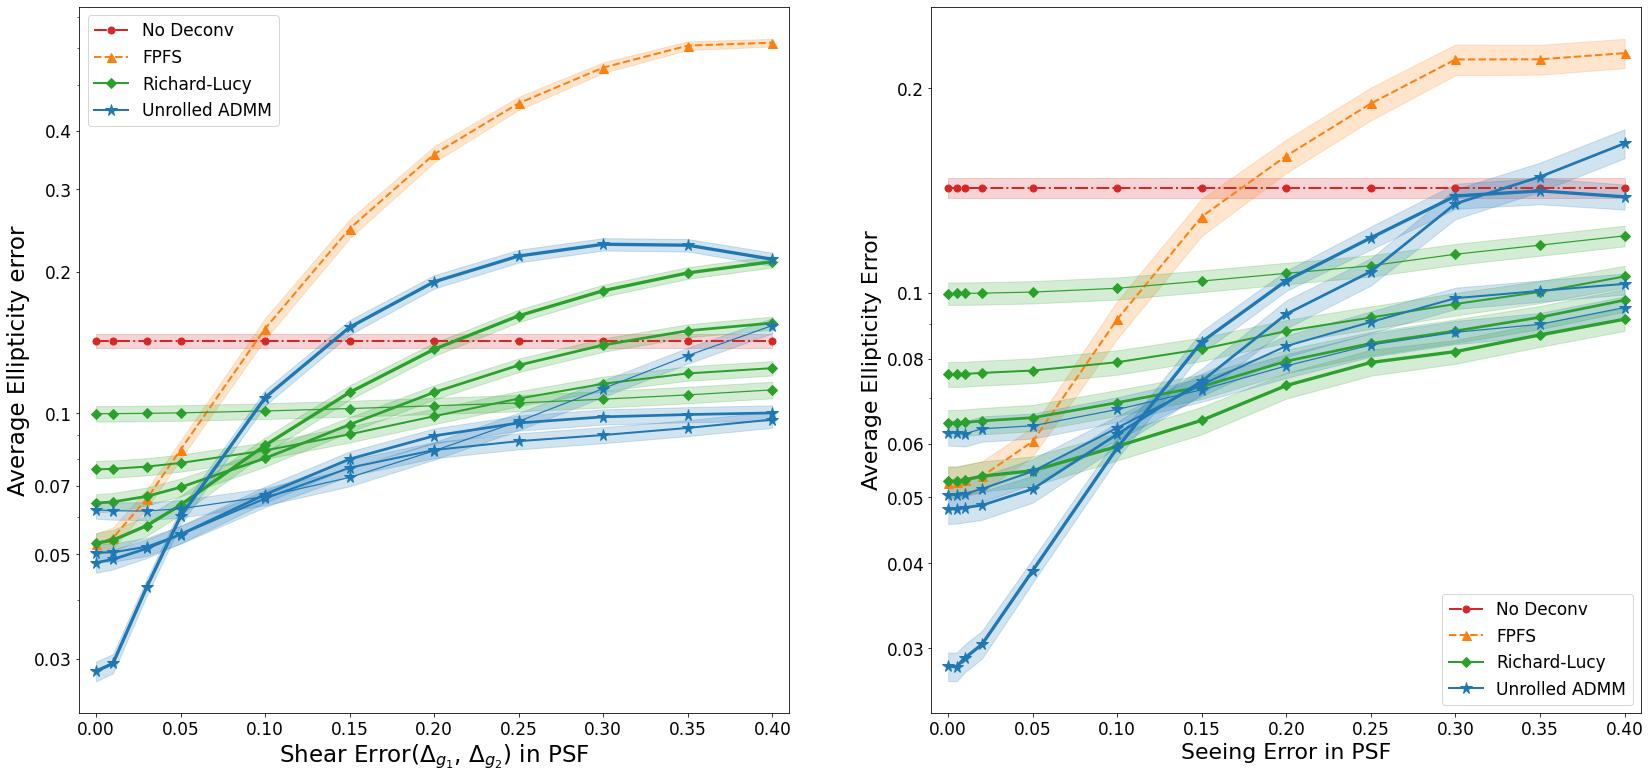 No Deconv
FPFS
Richard-Lucy
Unrolled ADMM
0.4
0.3
0.2
0.1
0.07
0.05
0.03
Average Ellipticity error
0.00 0.05 0.10 0.15 0.20 0.25 0.30 0.35 0.40
Shear Error(Δg1, Δg2) in PSF
0.2
0.1
0.08
0.06
0.05
0.04
0.03
Average Ellipticity Error
No Deconv
FPFS
Richard-Lucy
Unrolled ADMM
0.00 0.05 0.10 0.15 0.20 0.25 0.30 0.35 0.40
Seeing Error in PSF